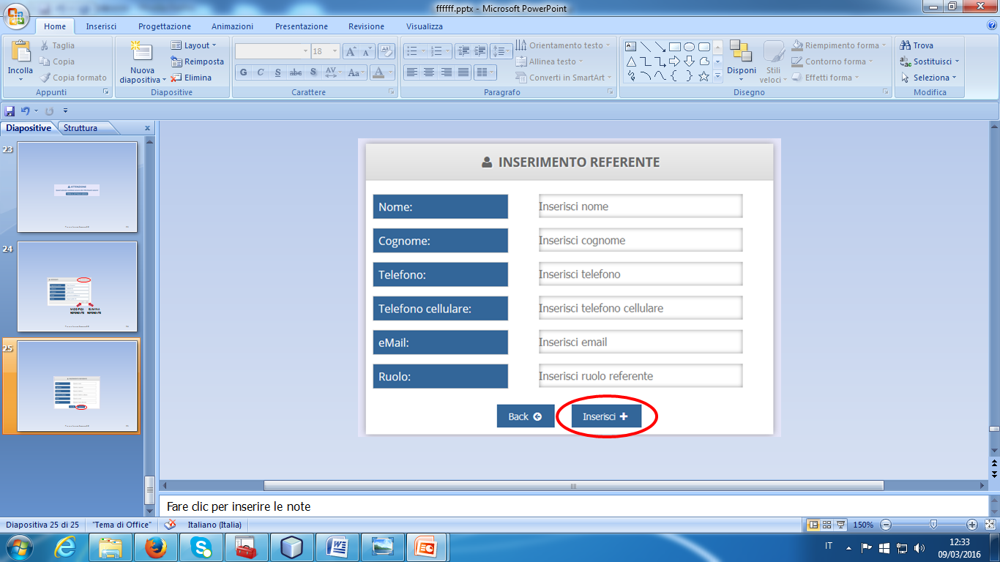 ffffff.pptx - Microsoft PowerPoint
Home Inserisci Progettazione Animazioni Presentazione Revisione Visualizza
Incolla
Taglia
Copia
Copia formato
Appunti
Nuova diapositiva
Layout
Reimposta
Elimina
Diapositive
18
G C S abc S AV Aa A
Carattere
Orientamento testo
Allinea testo
Converti in SmartArt
Paragrafo
Disponi
Stili veloci
Riempimento forma
Contorno forma
Effetti forma
Disegno
Trova
Sostituisci
Seleziona
Modifica
Diapositive Struttura x
23
ATTENZIONE
24
MODIFICA REFERENTE
ELIMINA REFERENTE
25
INSERIMENTO REFERENTE
Nome: Inserisci nome
Cognome: Inserisci cognome
Telefono: Inserisci telefono
Telefono cellulare: Inserisci telefono cellulare
eMail: Inserisci email
Ruolo: Inserisci ruolo referente
Back Inserisci
Fare clic per inserire le note
Diapositiva 25 di 25 "Tema di Office" Italiano (Italia) 150%
IT 12:33
09/03/2016